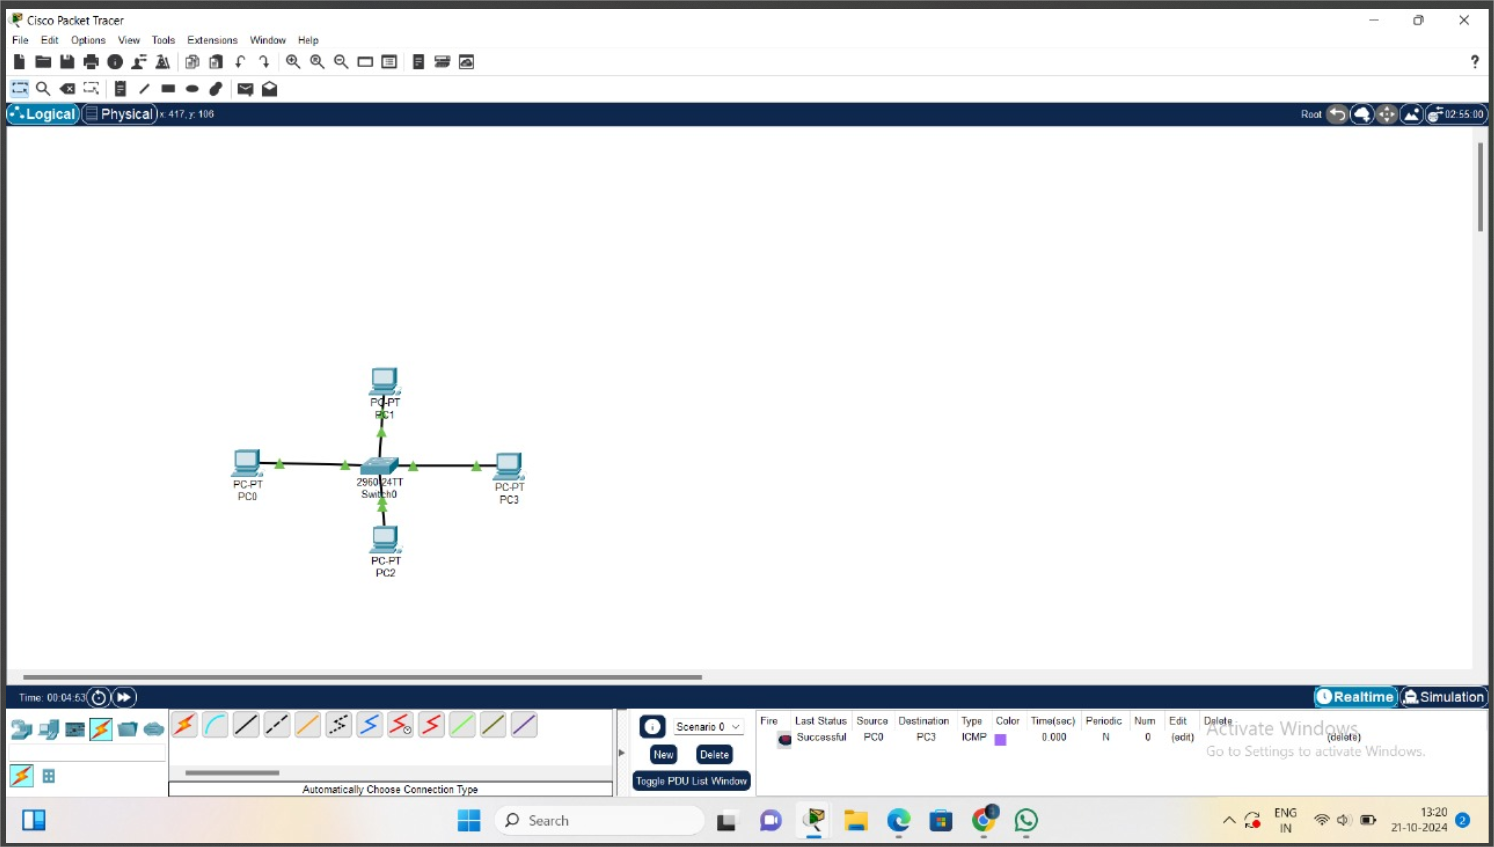 Cisco Packet Tracer
File Edit Options View Tools Extensions Window Help
?
Logical Physical x: 417, y: 106 Root 02:55:00
PC-PT
PC1
PC-PT
PC0
2960-24TT
Switch0
PC-PT
PC3
PC-PT
PC2
Time: 00:04:53 Realtime Simulation
Scenario 0
New Delete
Toggle PDU List Window
Fire Last Status Source Destination Type Color Time(sec) Periodic Num Edit Delete
Successful PC0 PC3 ICMP 0.000 N 0 (edit) (delete)
Activate Windows
Go to Settings to activate Windows.
Automatically Choose Connection Type
Search
ENG
IN
13:20
21-10-2024
2